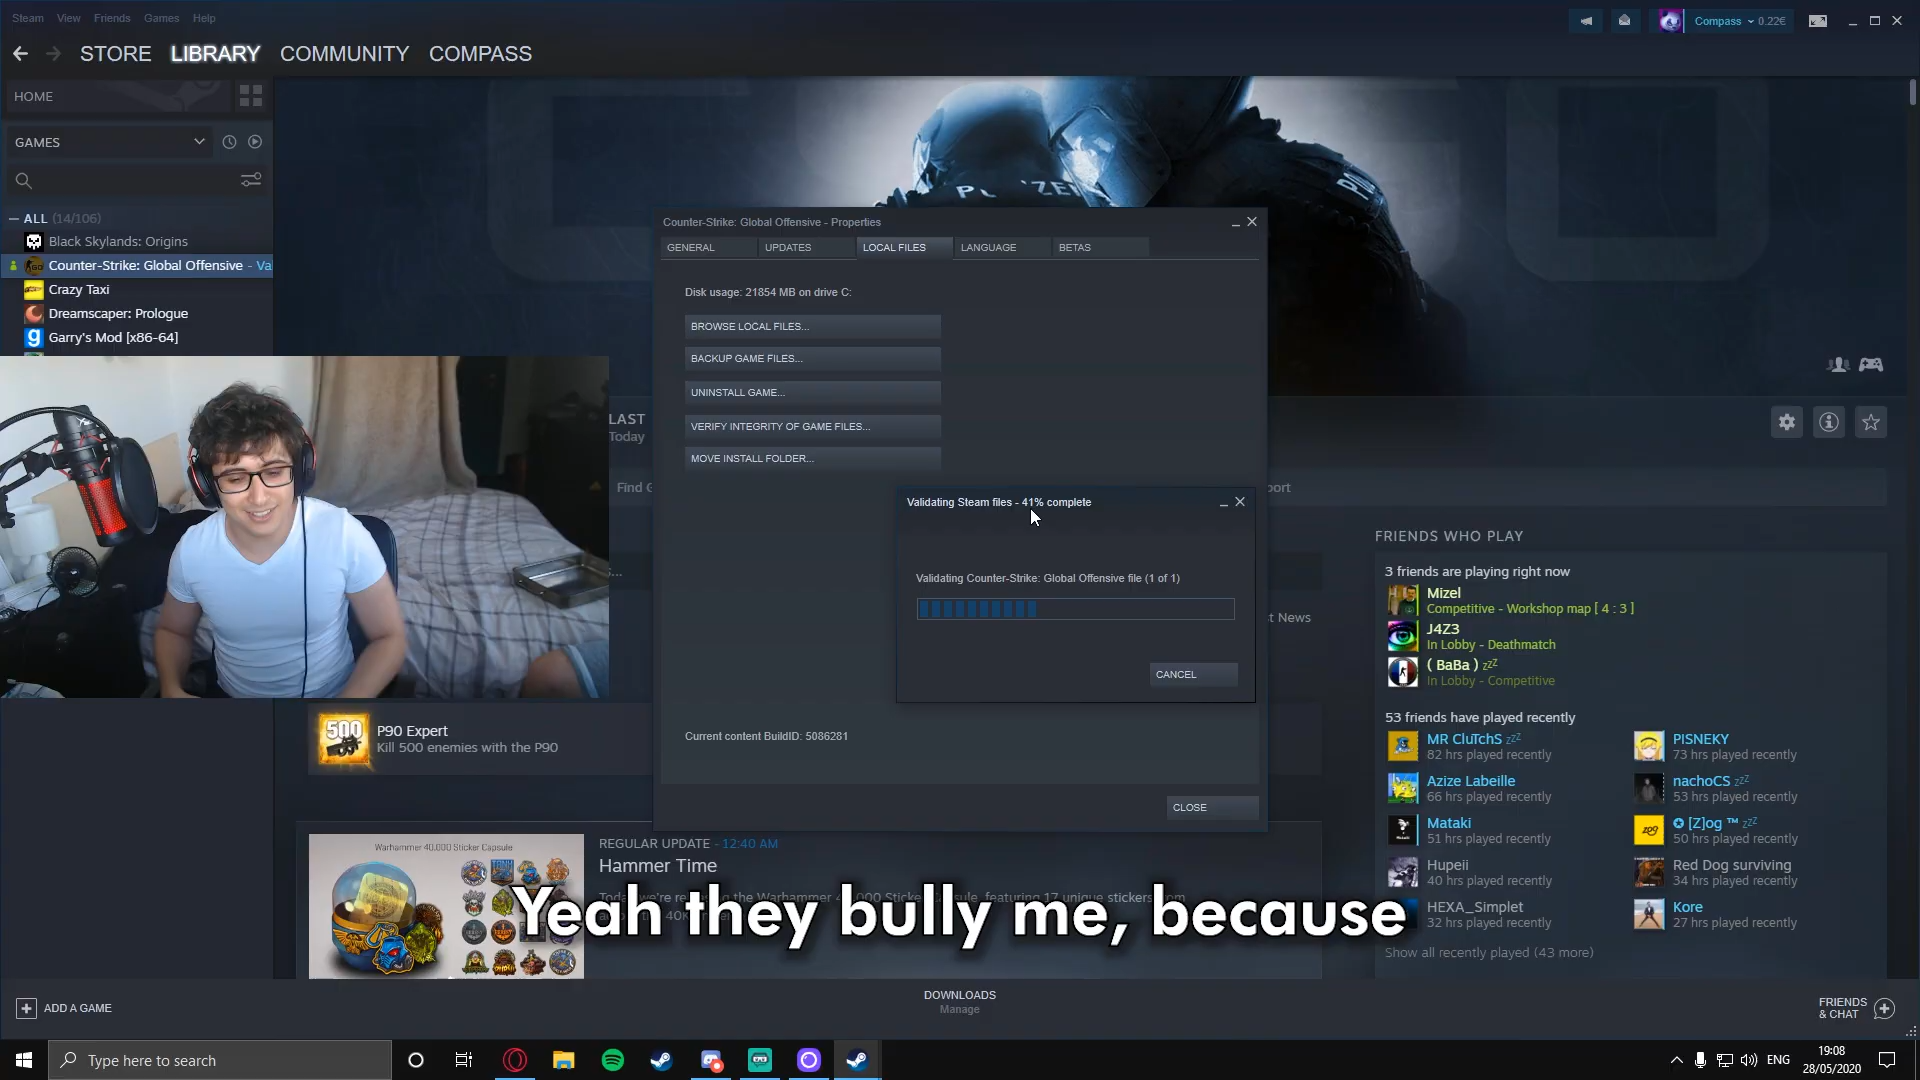 Steam View Friends Games Help
Compass 0.22€
STORE LIBRARY COMMUNITY COMPASS
HOME
GAMES
ALL (14/106)
Black Skylands: Origins
Counter-Strike: Global Offensive - Va
Crazy Taxi
Dreamscaper: Prologue
Garry's Mod [x86-64]
Counter-Strike: Global Offensive - Properties
GENERAL UPDATES LOCAL FILES LANGUAGE BETAS
Disk usage: 21854 MB on drive C:
BROWSE LOCAL FILES...
BACKUP GAME FILES...
UNINSTALL GAME...
VERIFY INTEGRITY OF GAME FILES...
MOVE INSTALL FOLDER...
Validating Steam files - 41% complete
Validating Counter-Strike: Global Offensive file (1 of 1)
CANCEL
Current content BuildID: 5086281
CLOSE
LAST
Today
Find
port
t News
500
P90 Expert
Kill 500 enemies with the P90
FRIENDS WHO PLAY
3 friends are playing right now
Mizel
Competitive - Workshop map [ 4 : 3 ]
J4Z3
In Lobby - Deathmatch
( BaBa ) zzZ
In Lobby - Competitive
53 friends have played recently
MR CluTchS zzZ
82 hrs played recently
PISNEKY
73 hrs played recently
Azize Labeille
66 hrs played recently
nachoCS zzZ
53 hrs played recently
Mataki
51 hrs played recently
✪ [Z]og ™ zzZ
50 hrs played recently
Hupeii
40 hrs played recently
Red Dog surviving
34 hrs played recently
HEXA_Simplet
32 hrs played recently
Kore
27 hrs played recently
Show all recently played (43 more)
Warhammer 40,000 Sticker Capsule
REGULAR UPDATE - 12:40 AM
Hammer Time
Yeah they bully me, because
ADD A GAME
DOWNLOADS
Manage
FRIENDS
& CHAT
Type here to search
ENG
19:08
28/05/2020